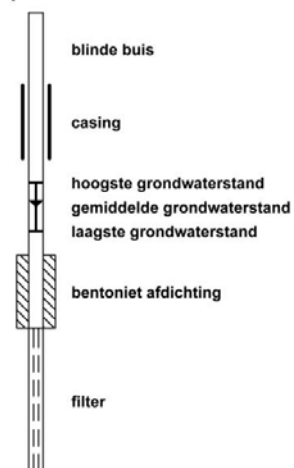 blinde buis
casing
hoogste grondwaterstand
gemiddelde grondwaterstand
laagste grondwaterstand
bentoniet afdichting
filter